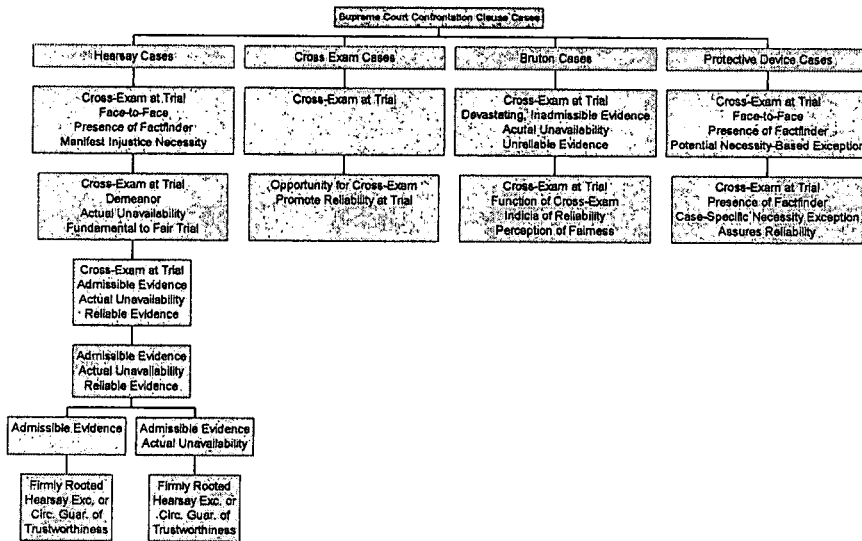 Supreme Court Confrontation Clause Cases
Hearsay Cases
Cross Exam Cases
Bruton Cases
Protective Device Cases
Cross-Exam at Trial
Face-to-Face
Presence of Factfinder
Manifest Injustice Necessity
Cross-Exam at Trial
Cross-Exam at Trial
Devastating, Inadmissible Evidence
Acutal Unavailability
Unreliable Evidence
Cross-Exam at Trial
Face-to-Face
Presence of Factfinder
Potential Necessity-Based Exception
Cross-Exam at Trial
Demeanor
Actual Unavailability
Fundamental to Fair Trial
Opportunity for Cross-Exam
Promote Reliability at Trial
Cross-Exam at Trial
Function of Cross-Exam
Indicia of Reliability
Perception of Fairness
Cross-Exam at Trial
Presence of Factfinder
Case-Specific Necessity Exception
Assures Reliability
Cross-Exam at Trial
Admissible Evidence
Actual Unavailability
Reliable Evidence
Admissible Evidence
Actual Unavailability
Reliable Evidence
Admissible Evidence
Admissible Evidence
Actual Unavailability
Firmly Rooted
Hearsay Exc. or
Circ. Guar. of
Trustworthiness
Firmly Rooted
Hearsay Exc. or
Circ. Guar. of
Trustworthiness